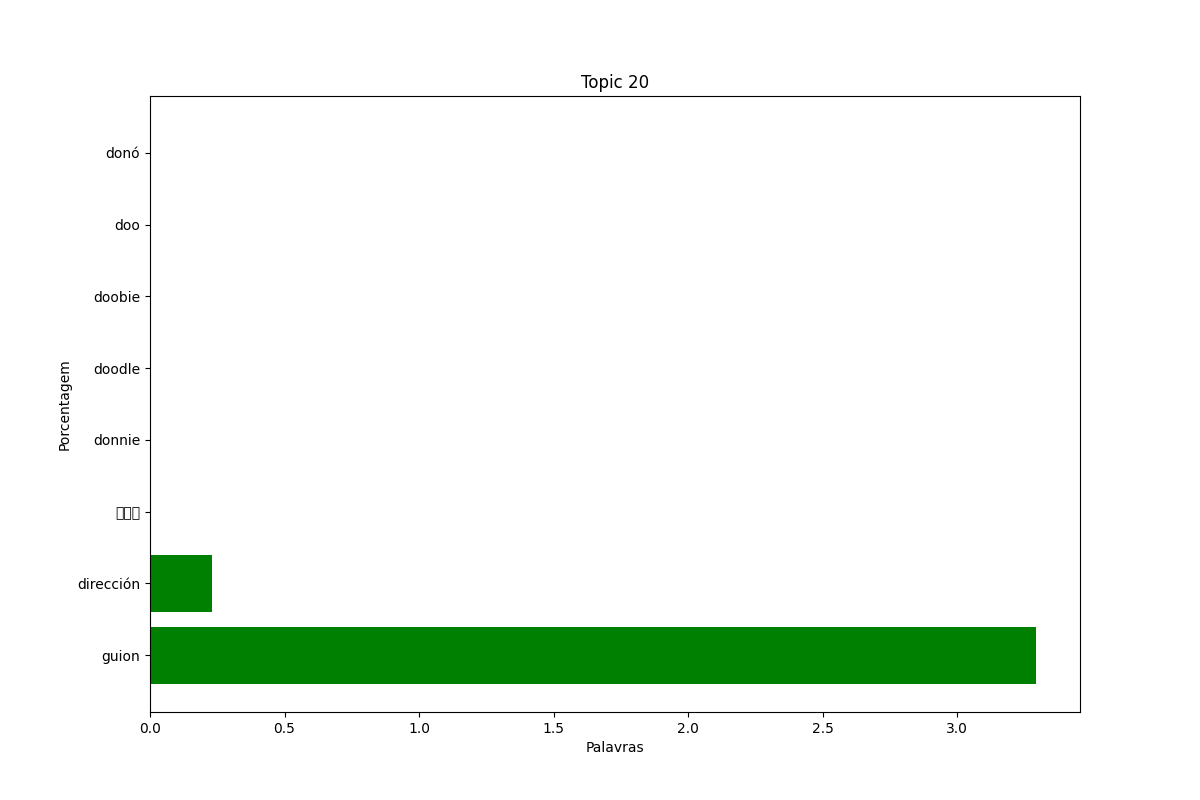 Topic 20
donó
doo
doobie
doodle
donnie
dirección
guion
Porcentagem
0.0 0.5 1.0 1.5 2.0 2.5 3.0
Palavras